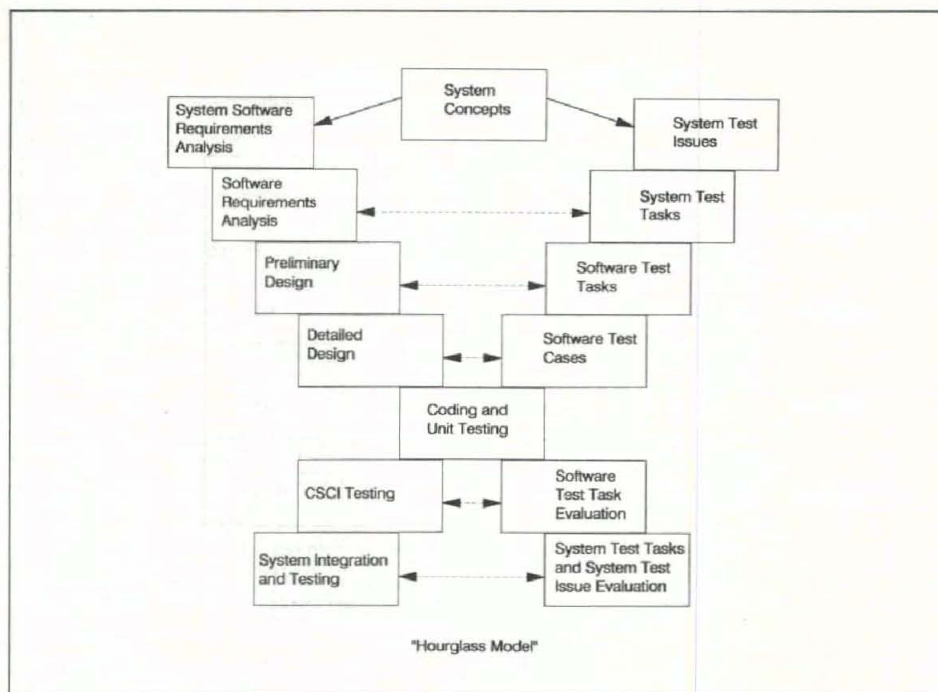 System
Concepts
System Software
Requirements
Analysis
System Test
Issues
Software
Requirements
Analysis
System Test
Tasks
Preliminary
Design
Software Test
Tasks
Detailed
Design
Software Test
Cases
Coding and
Unit Testing
CSCI Testing
Software
Test Task
Evaluation
System Integration
and Testing
System Test Tasks
and System Test
Issue Evaluation
"Hourglass Model"